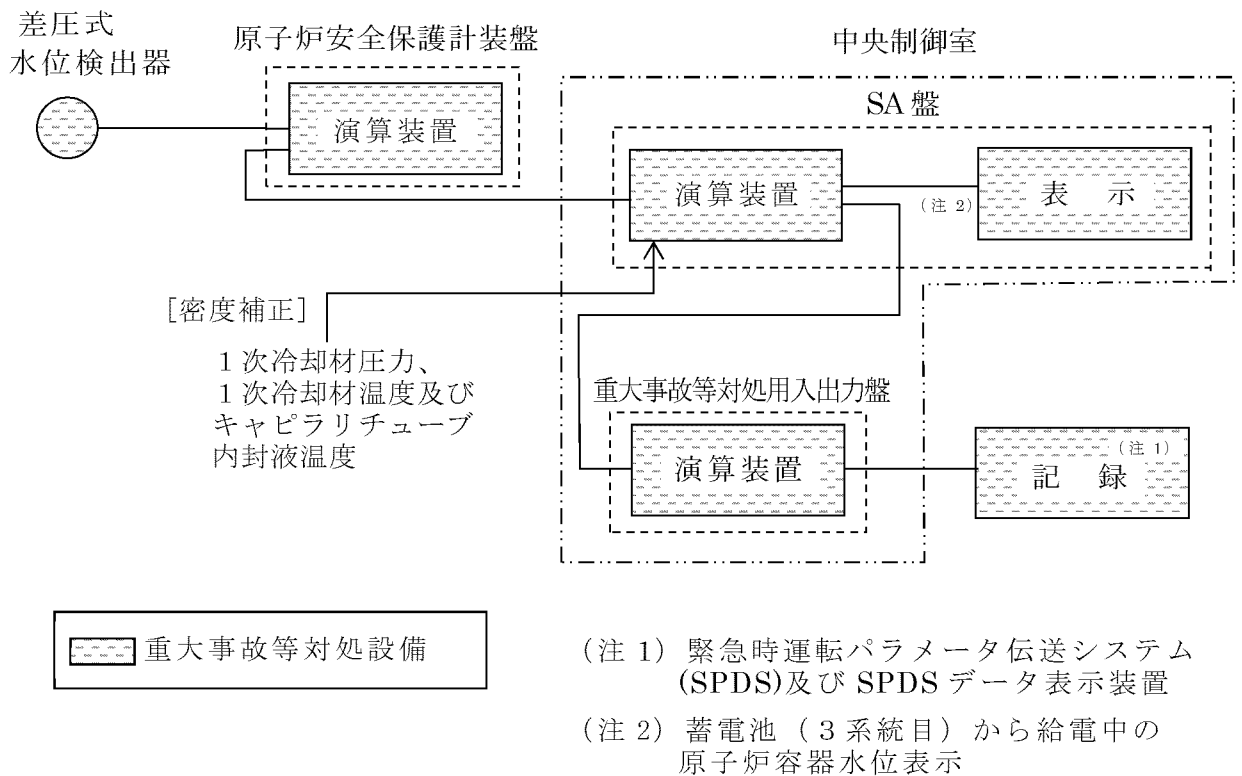 差圧式
水位検出器
原子炉安全保護計装盤
演算装置
中央制御室
SA 盤
演算装置
（注 2）
表　示
[密度補正]
１次冷却材圧力、
１次冷却材温度及び
キャピラリチューブ
内封液温度
重大事故等対処用入出力盤
演算装置
（注 1）
記　録
重大事故等対処設備
（注 1）緊急時運転パラメータ伝送システム
(SPDS)及び SPDS データ表示装置
（注 2）蓄電池（３系統目）から給電中の
原子炉容器水位表示